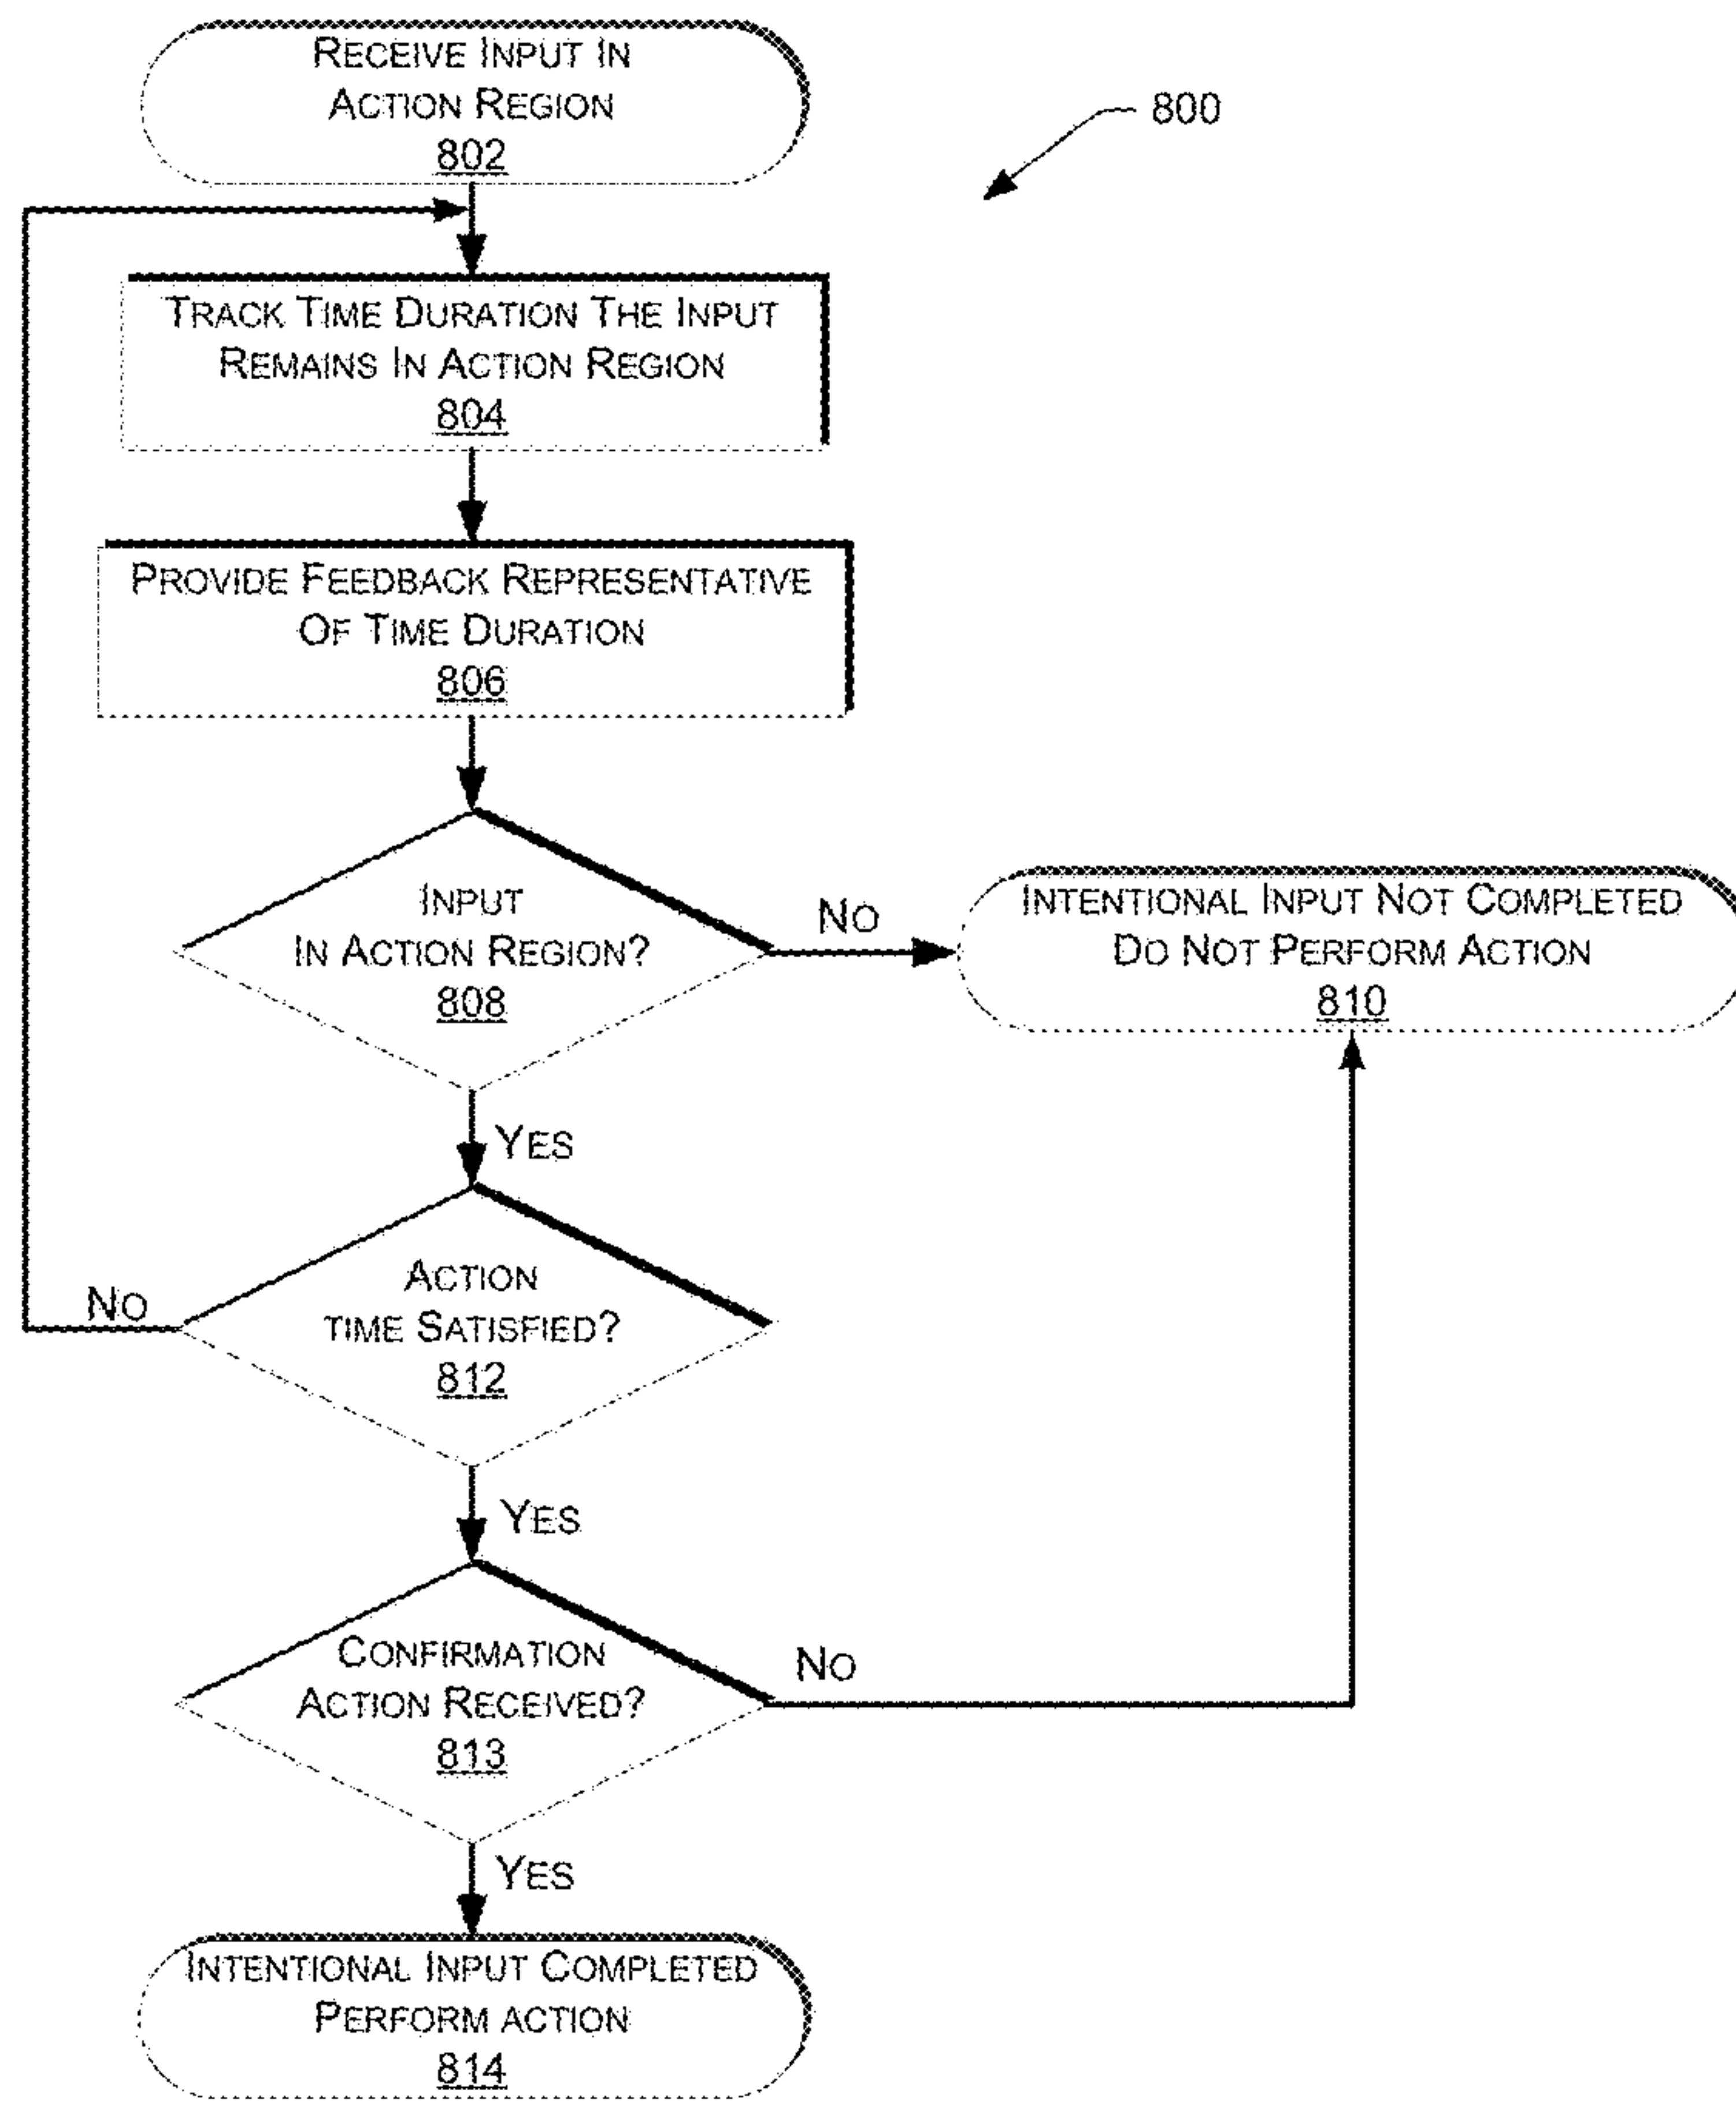 RECEIVE INPUT IN
ACTION REGION
802
800
TRACK TIME DURATION THE INPUT
REMAINS IN ACTION REGION
804
PROVIDE FEEDBACK REPRESENTATIVE
OF TIME DURATION
806
INPUT
IN ACTION REGION?
808
NO
INTENTIONAL INPUT NOT COMPLETED
DO NOT PERFORM ACTION
810
YES
ACTION
TIME SATISFIED?
812
NO
YES
CONFIRMATION
ACTION RECEIVED?
813
NO
YES
INTENTIONAL INPUT COMPLETED
PERFORM ACTION
814